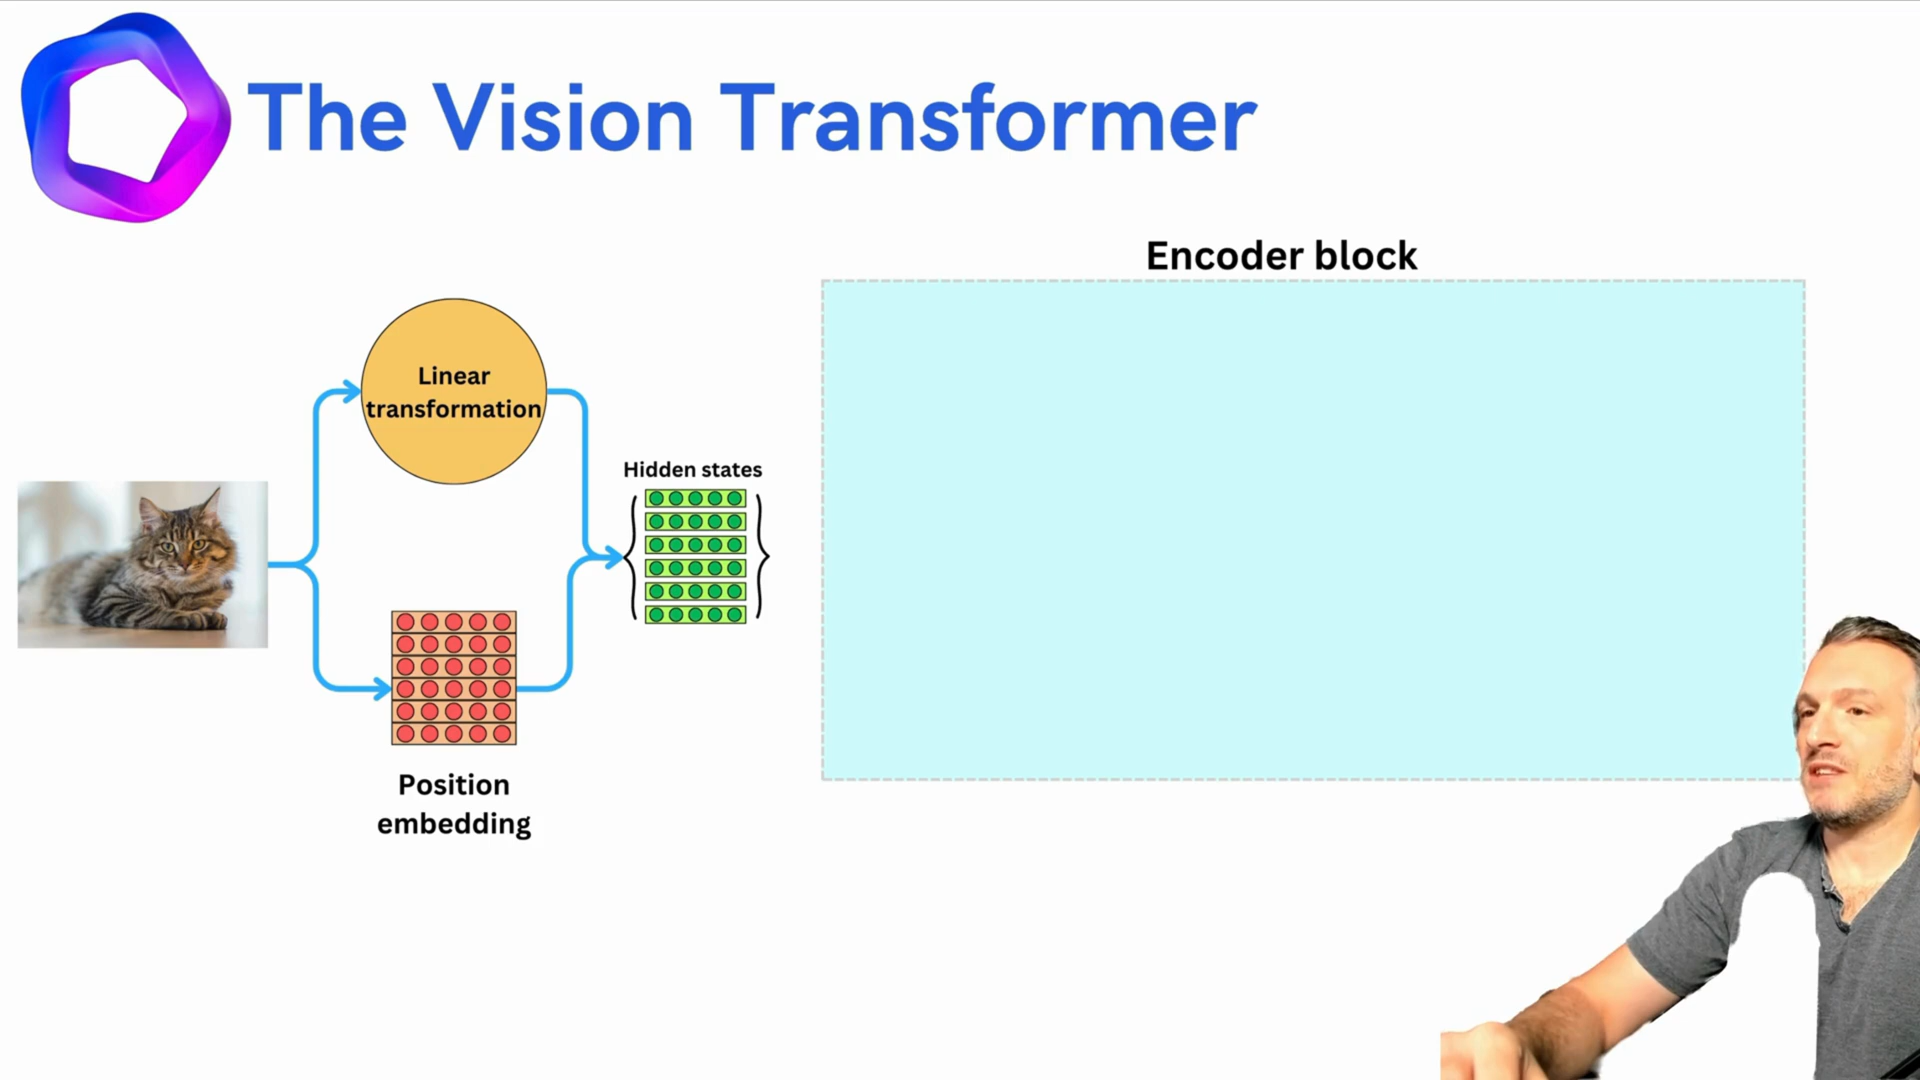 The Vision Transformer
Encoder block
Linear
transformation
Hidden states
Position
embedding